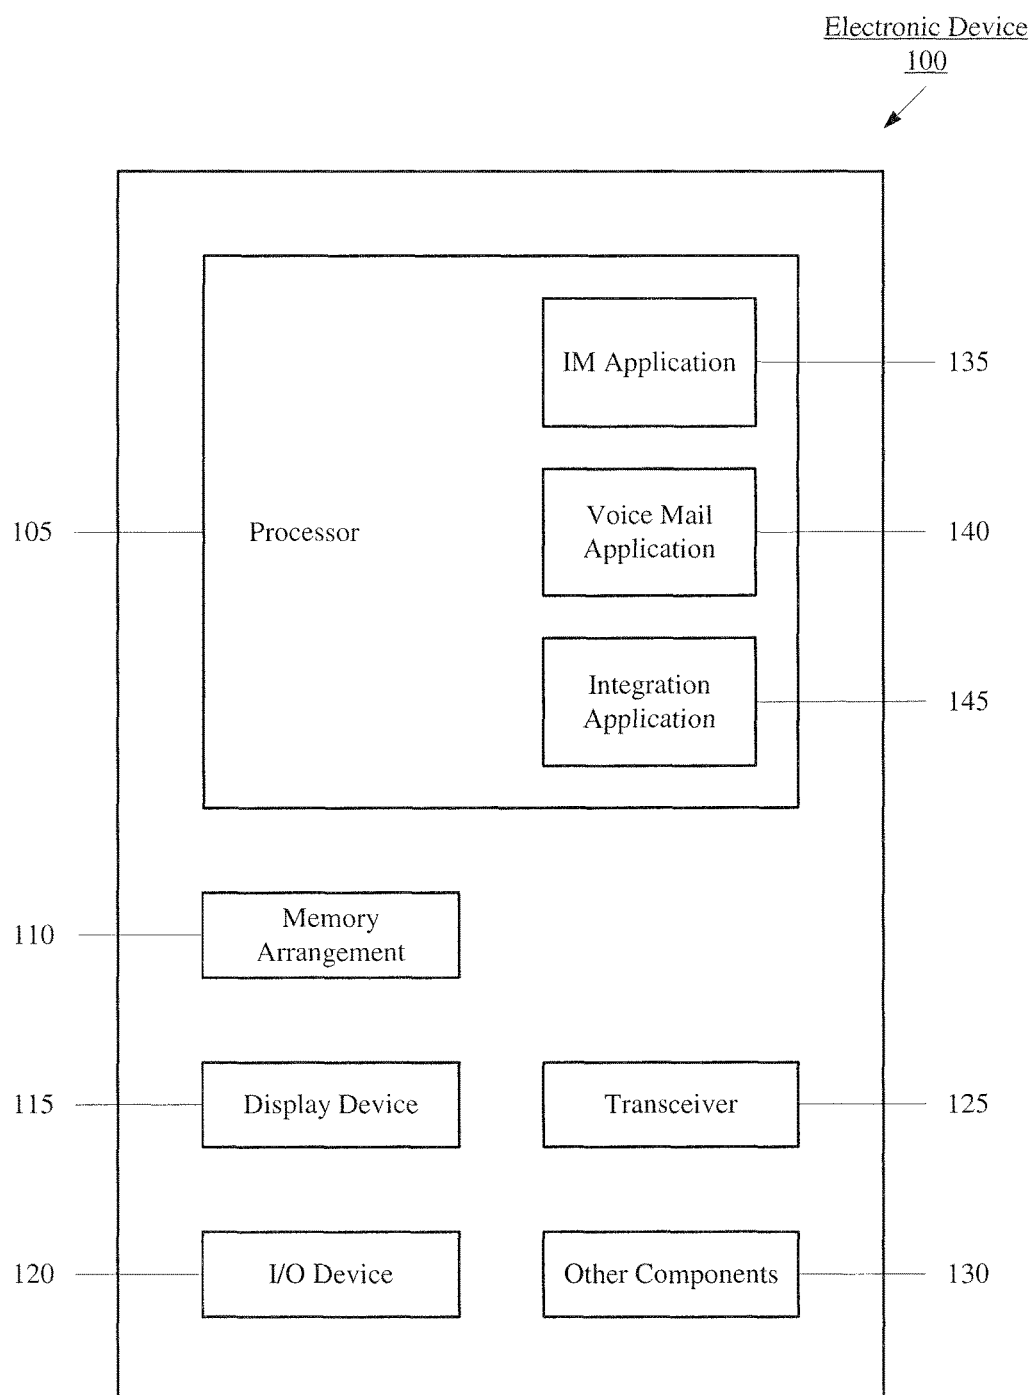 Electronic Device
100
IM Application
135
105
Processor
Voice Mail
Application
140
Integration
Application
145
110
Memory
Arrangement
115
Display Device
Transceiver
125
120
I/O Device
Other Components
130